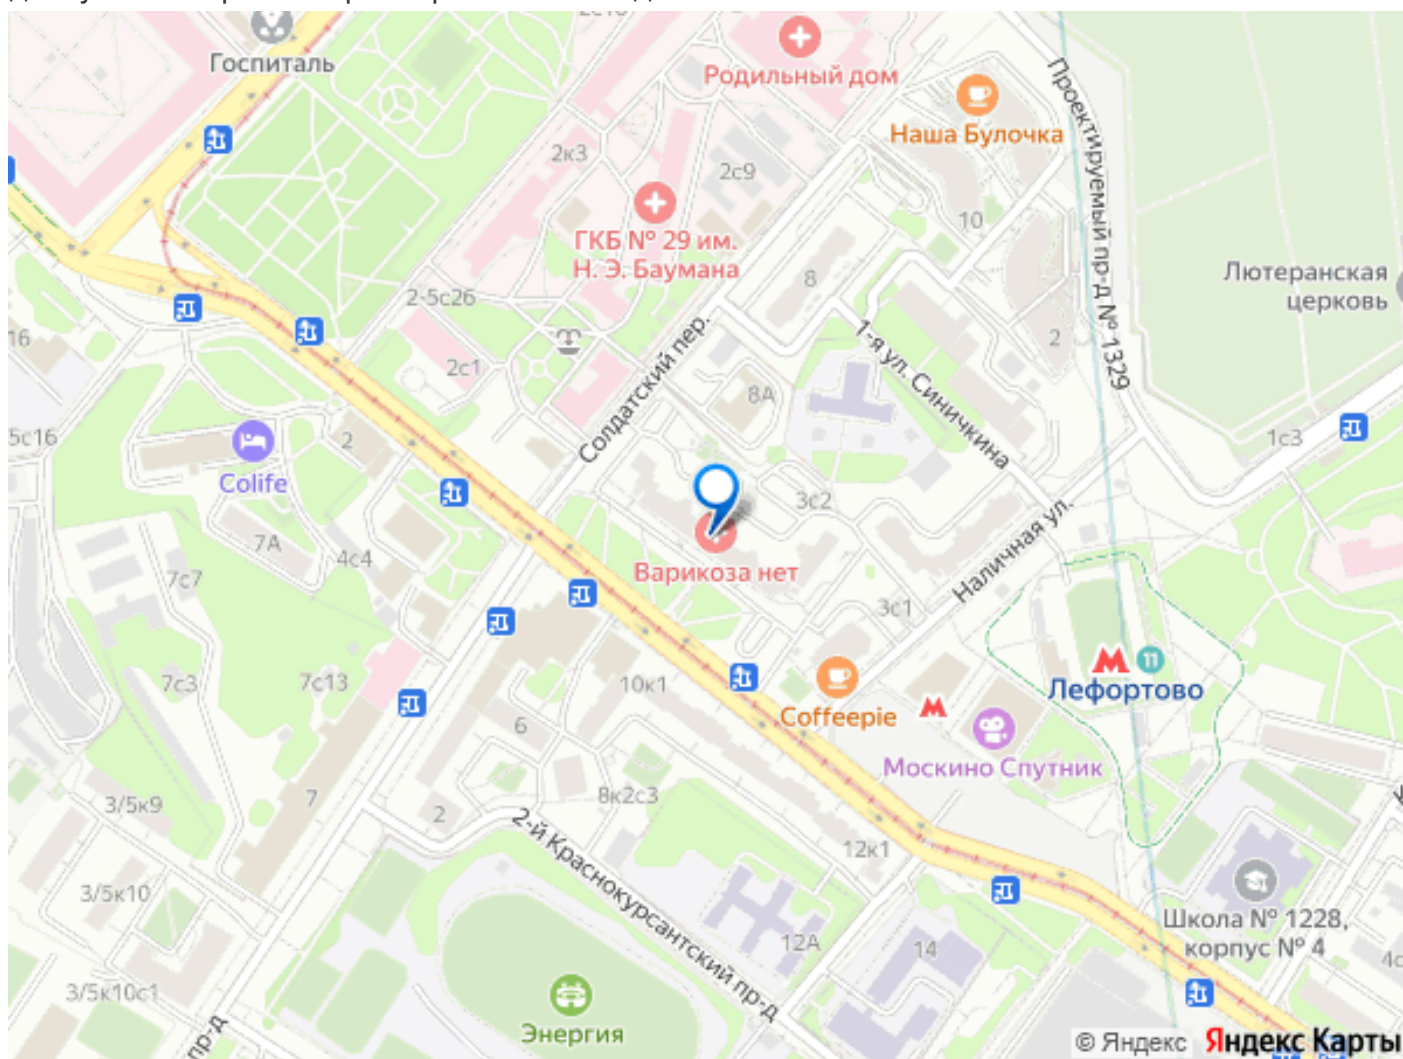 Госпиталь
Родильный дом
Наша Булочка
Проектируемый пр-д № 1329
2к3
2с9
ГКБ № 29 им.
Н. Э. Баумана
10
8
Лютеранская
церковь
2-5с26
16
2с1
Солдатский пер.
1-я ул. Синичкина
2
8А
5с16
2
1с3
Colife
3с2
7А
4с4
7с7
Варикоза нет
Наличная ул.
3с1
7с3
7с13
10к1
Лефортово
11
Coffeepie
6
Москино Спутник
3/5к9
7
2
8к2с3
2-й Краснокурсантский пр-д
12к1
3/5к10
12А
14
Школа № 1228,
корпус № 4
4с
3/5к10с1
пр-д
Энергия
© Яндекс
Яндекс Карты